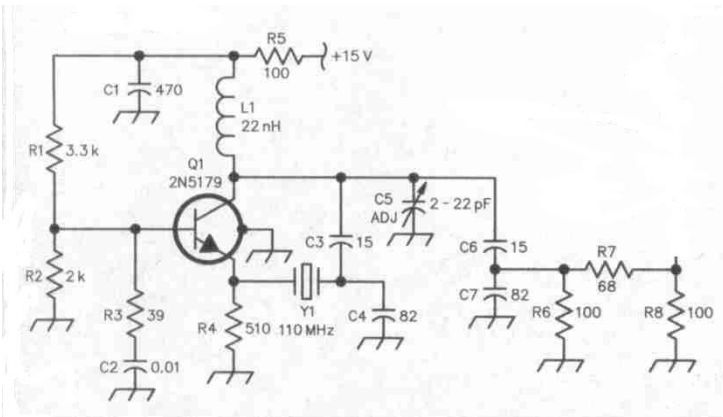 R5
+15 V
100
C1 470
L1
22 nH
R1 3.3 k
Q1
2N5179
C5 2 - 22 pF
ADJ
C3 15
C6 15
R7
68
R2 2 k
R3 39
R4 510
Y1
.110 MHz
C4 82
C7 82
R6 100
R8 100
C2 0.01